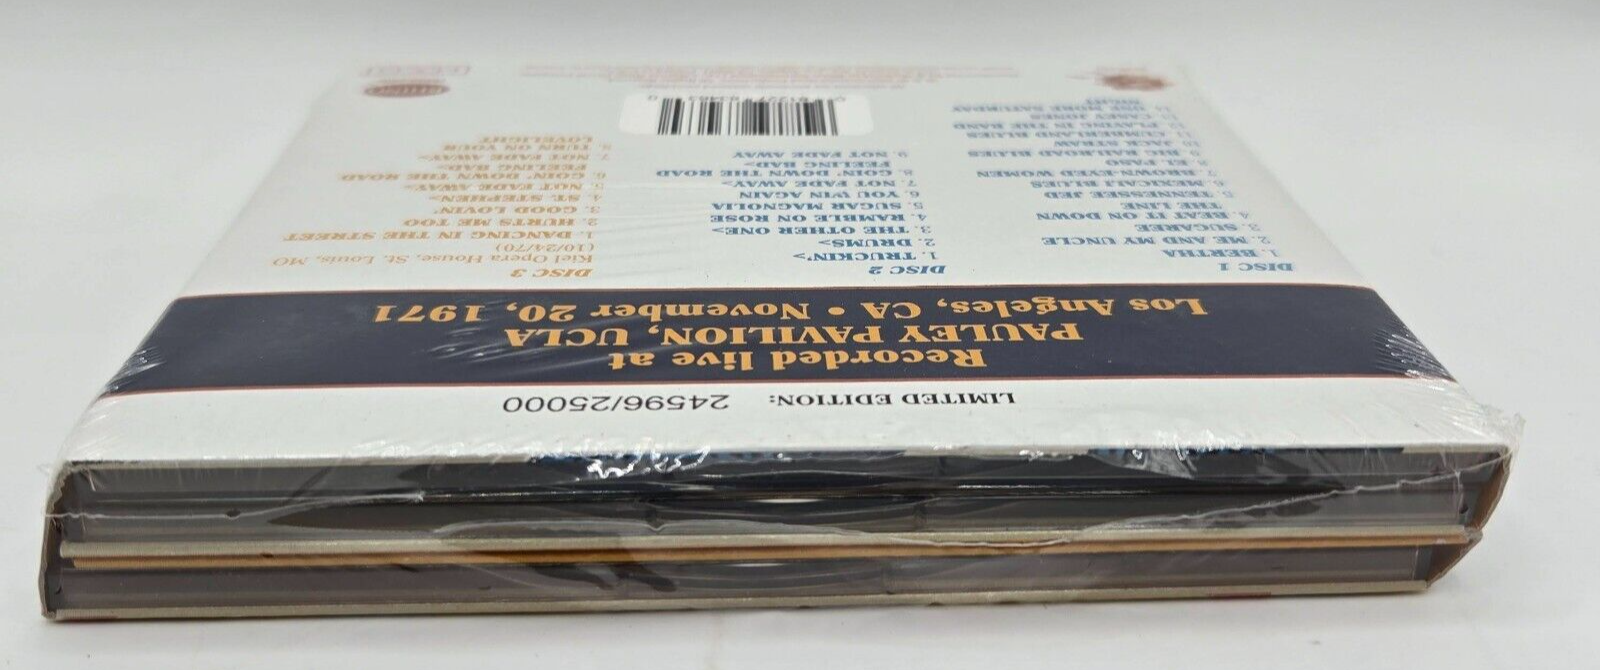 LIMITED EDITION: 24596/25000
Recorded live at
PAULEY PAVILION, UCLA
Los Angeles, CA • November 20, 1971
DISC 1
1. BERTHA
2. ME AND MY UNCLE
3. SUGAREE
4. BEAT IT ON DOWN
THE LINE
5. TENNESSEE JED
6. MEXICALI BLUES
7. BROWN-EYED WOMEN
8. EL PASO
9. BIG RAILROAD BLUES
10. JACK STRAW
11. CUMBERLAND BLUES
12. PLAYING IN THE BAND
13. CASEY JONES
14. ONE MORE SATURDAY
NIGHT
DISC 2
1. TRUCKIN'>
2. DRUMS>
3. THE OTHER ONE>
4. RAMBLE ON ROSE
5. SUGAR MAGNOLIA
6. YOU WIN AGAIN
7. NOT FADE AWAY>
8. GOIN' DOWN THE ROAD
FEELING BAD>
9. NOT FADE AWAY
DISC 3
Kiel Opera House, St. Louis, MO
(10/24/70)
1. DANCING IN THE STREET
2. HURTS ME TOO
3. GOOD LOVIN'
4. ST. STEPHEN>
5. NOT FADE AWAY>
6. GOIN' DOWN THE ROAD
FEELING BAD>
7. NOT FADE AWAY>
8. TURN ON YOUR
LOVELIGHT
RHINO